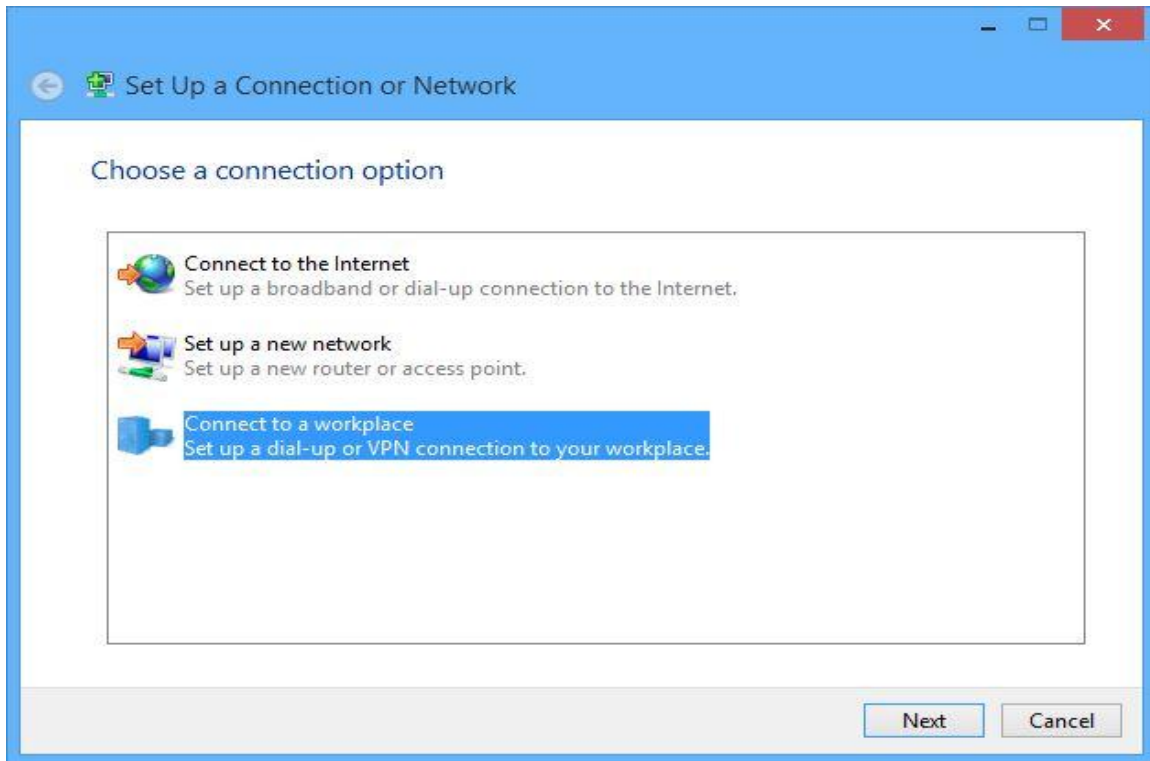 Set Up a Connection or Network
Choose a connection option
Connect to the Internet
Set up a broadband or dial-up connection to the Internet.
Set up a new network
Set up a new router or access point.
Connect to a workplace
Set up a dial-up or VPN connection to your workplace.
Next
Cancel